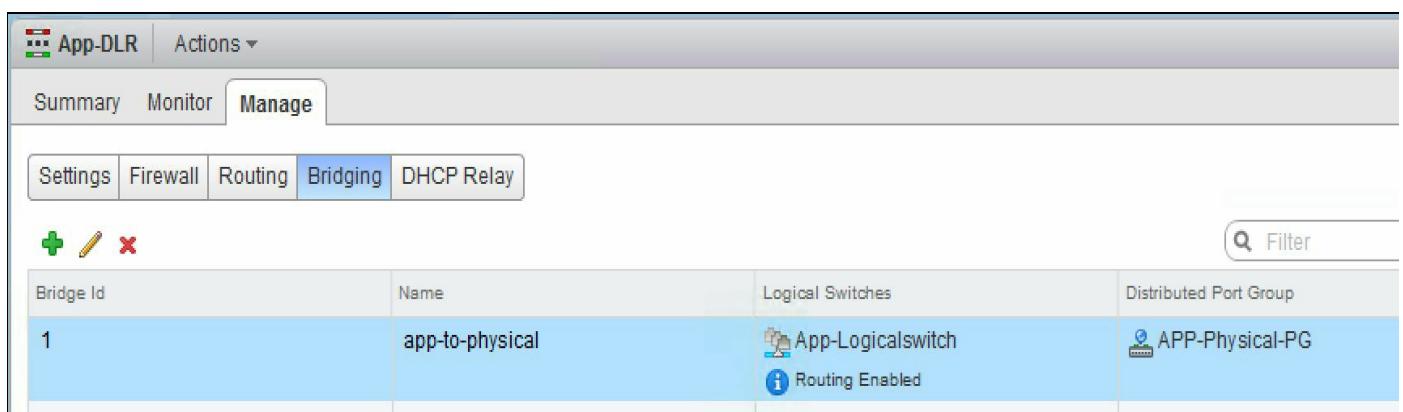 App-DLR Actions
Summary Monitor Manage
Settings Firewall Routing Bridging DHCP Relay
Filter
Bridge Id Name Logical Switches Distributed Port Group
1 app-to-physical App-Logicalswitch APP-Physical-PG
Routing Enabled